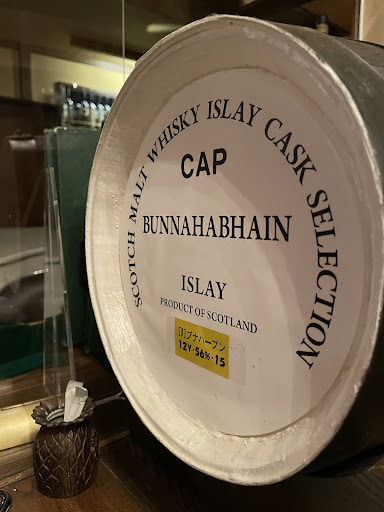 SCOTCH MALT WHISKY ISLAY CASK SELECTION
CAP
BUNNAHABHAIN
ISLAY
PRODUCT OF SCOTLAND
[]ブナハーブン
12Y·56%·15